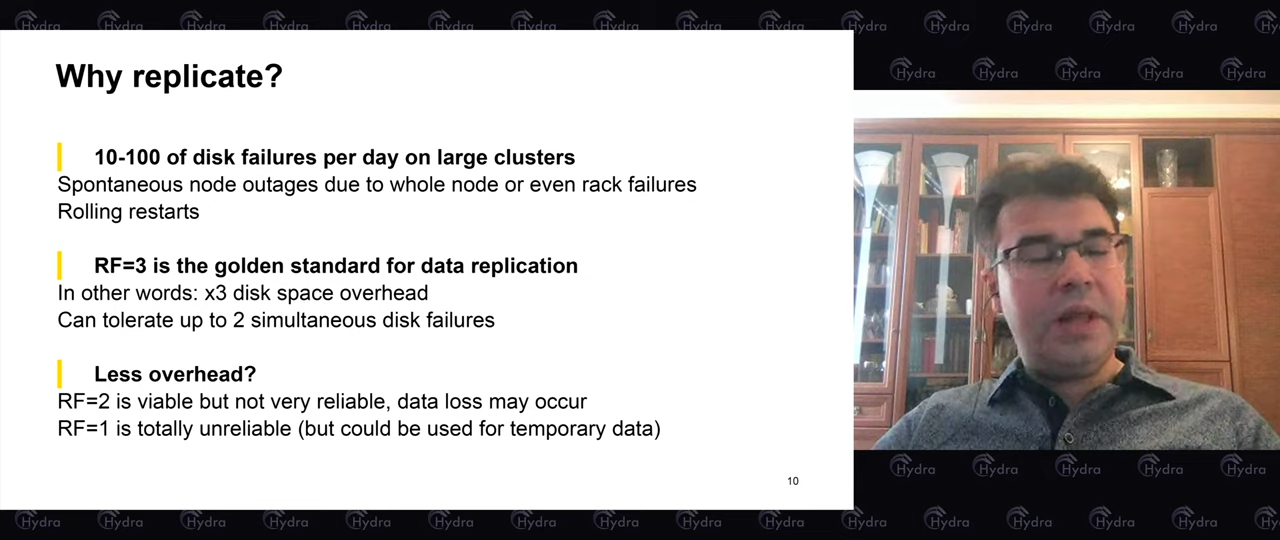 Why replicate?
10-100 of disk failures per day on large clusters
Spontaneous node outages due to whole node or even rack failures
Rolling restarts
RF=3 is the golden standard for data replication
In other words: x3 disk space overhead
Can tolerate up to 2 simultaneous disk failures
Less overhead?
RF=2 is viable but not very reliable, data loss may occur
RF=1 is totally unreliable (but could be used for temporary data)
10
Hydra